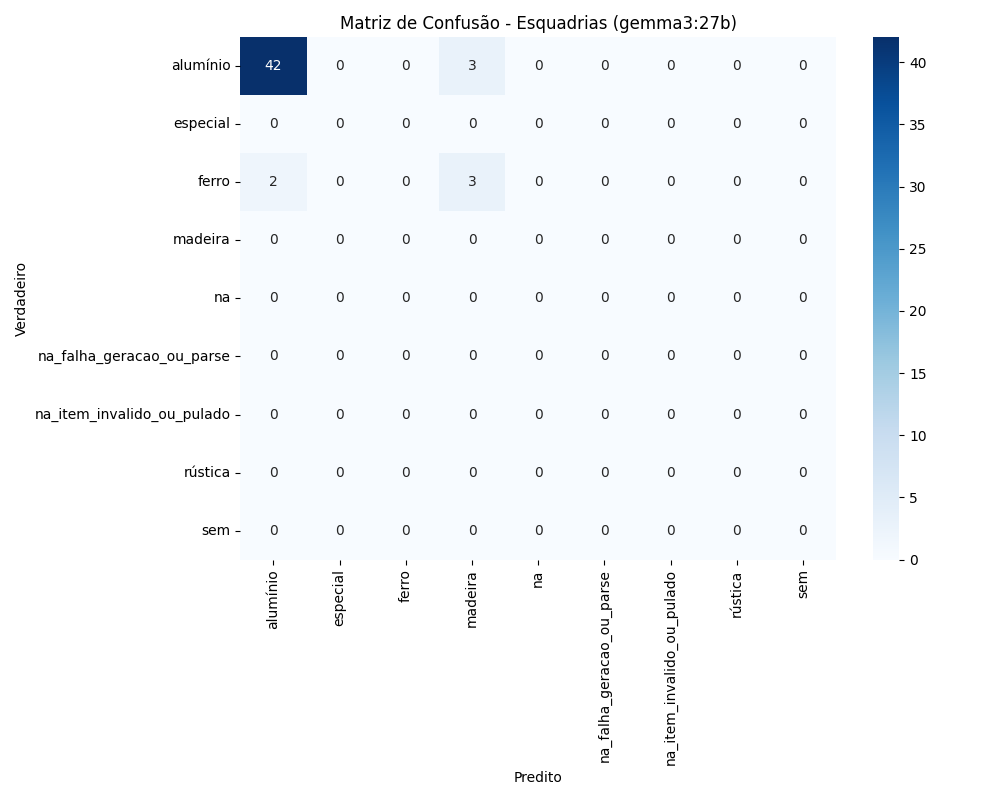 Matriz de Confusão - Esquadrias (gemma3:27b)
alumínio 42 0 0 3 0 0 0 0 0
especial 0 0 0 0 0 0 0 0 0
ferro 2 0 0 3 0 0 0 0 0
madeira 0 0 0 0 0 0 0 0 0
na 0 0 0 0 0 0 0 0 0
na_falha_geracao_ou_parse 0 0 0 0 0 0 0 0 0
na_item_invalido_ou_pulado 0 0 0 0 0 0 0 0 0
rústica 0 0 0 0 0 0 0 0 0
sem 0 0 0 0 0 0 0 0 0
Verdadeiro
alumínio
especial
ferro
madeira
na
na_falha_geracao_ou_parse
na_item_invalido_ou_pulado
rústica
sem
Predito
40
35
30
25
20
15
10
5
0